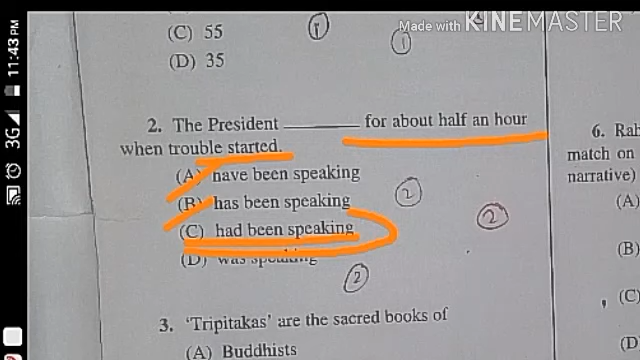 Made with KINEMASTER
11:43 PM
3G
(C) 55
(D) 35
1
1
2. The President ________ for about half an hour
when trouble started.
(A) have been speaking
(B) has been speaking
(C) had been speaking
(D) was speaking
2
2
2
3. 'Tripitakas' are the sacred books of
(A) Buddhists
6. Rah
match on
narrative)
(A)
(B)
(C)
(D